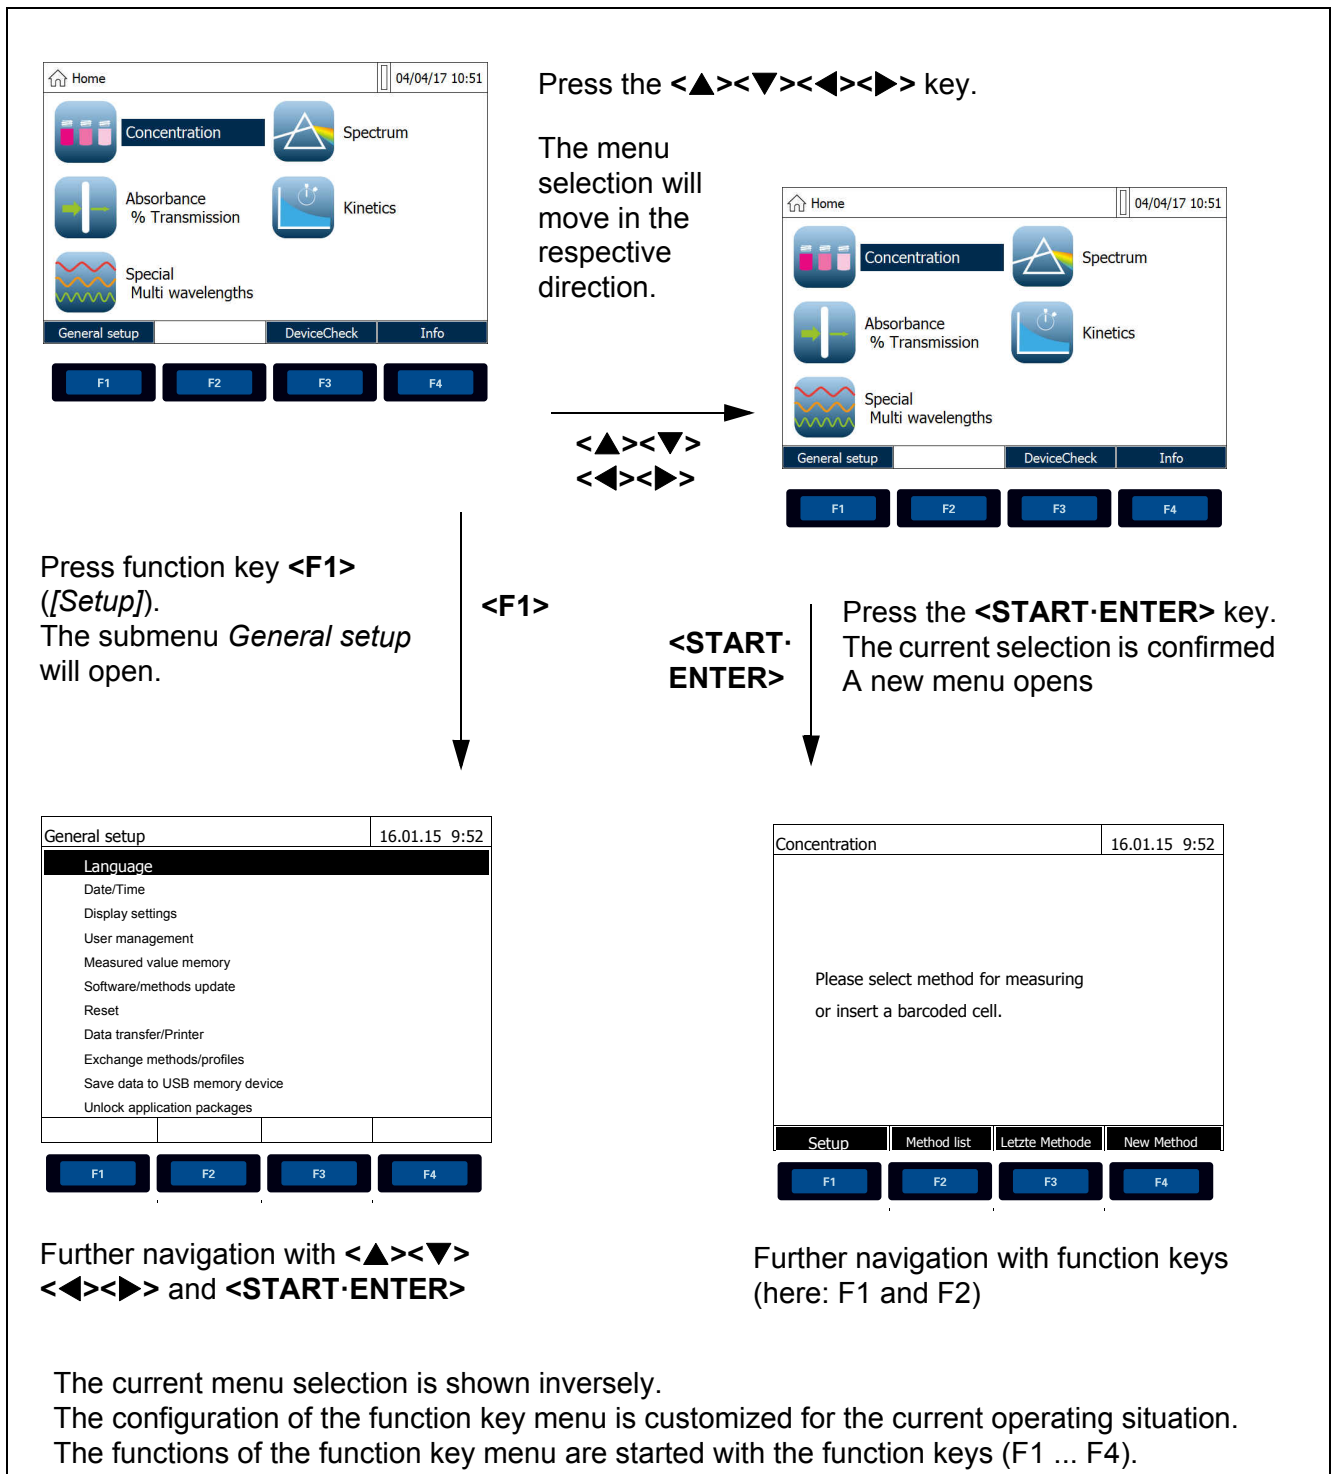 Home
04/04/17 10:51
Concentration
Spectrum
Absorbance
% Transmission
Kinetics
Special
Multi wavelengths
General setup
DeviceCheck
Info
F1
F2
F3
F4
Press the <▲><▼><◀><▶> key.
The menu
selection will
move in the
respective
direction.
<▲><▼>
<◀><▶>
Home
04/04/17 10:51
Concentration
Spectrum
Absorbance
% Transmission
Kinetics
Special
Multi wavelengths
General setup
DeviceCheck
Info
F1
F2
F3
F4
Press function key <F1>
([Setup]).
The submenu General setup
will open.
<F1>
<START·
ENTER>
Press the <START·ENTER> key.
The current selection is confirmed
A new menu opens
General setup
16.01.15 9:52
Language
Date/Time
Display settings
User management
Measured value memory
Software/methods update
Reset
Data transfer/Printer
Exchange methods/profiles
Save data to USB memory device
Unlock application packages
F1
F2
F3
F4
Further navigation with <▲><▼>
<◀><▶> and <START·ENTER>
Concentration
16.01.15 9:52
Please select method for measuring
or insert a barcoded cell.
Setup
Method list
Letzte Methode
New Method
F1
F2
F3
F4
Further navigation with function keys
(here: F1 and F2)
The current menu selection is shown inversely.
The configuration of the function key menu is customized for the current operating situation.
The functions of the function key menu are started with the function keys (F1 ... F4).